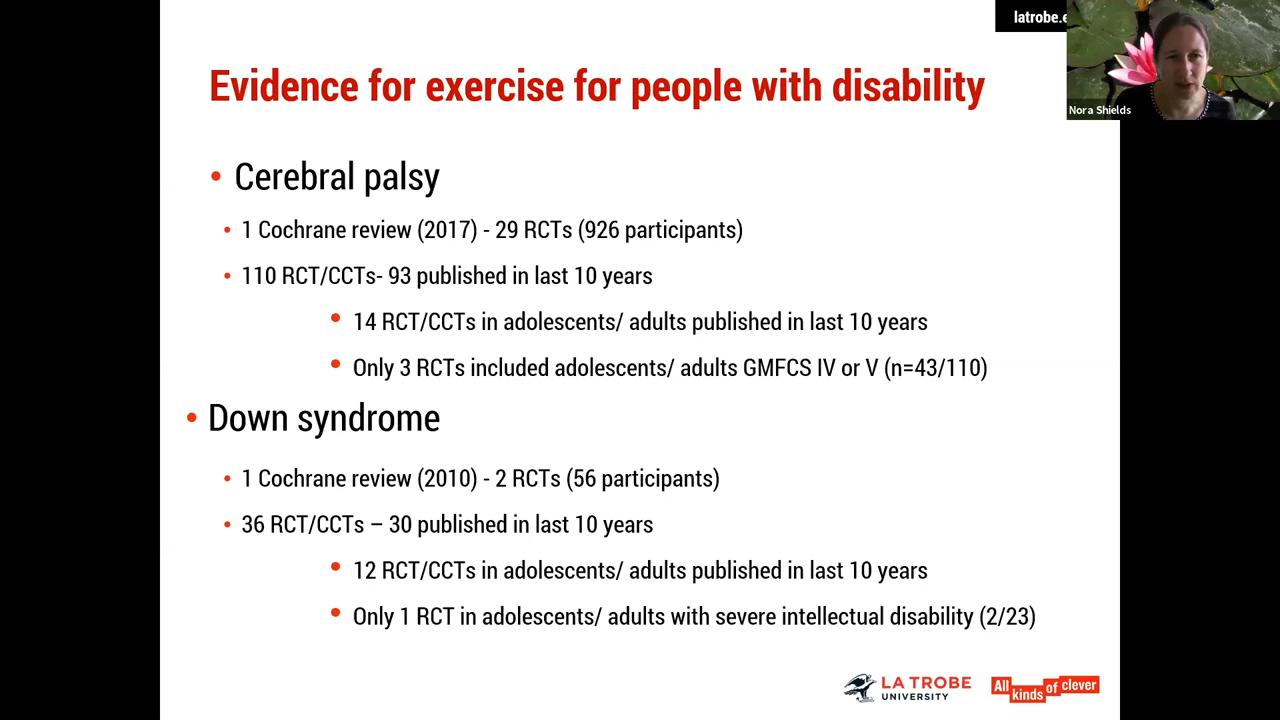 latrobe.e
Nora Shields
Evidence for exercise for people with disability
• Cerebral palsy
• 1 Cochrane review (2017) - 29 RCTs (926 participants)
• 110 RCT/CCTs- 93 published in last 10 years
• 14 RCT/CCTs in adolescents/ adults published in last 10 years
• Only 3 RCTs included adolescents/ adults GMFCS IV or V (n=43/110)
• Down syndrome
• 1 Cochrane review (2010) - 2 RCTs (56 participants)
• 36 RCT/CCTs – 30 published in last 10 years
• 12 RCT/CCTs in adolescents/ adults published in last 10 years
• Only 1 RCT in adolescents/ adults with severe intellectual disability (2/23)
LA TROBE
UNIVERSITY
All kinds of clever